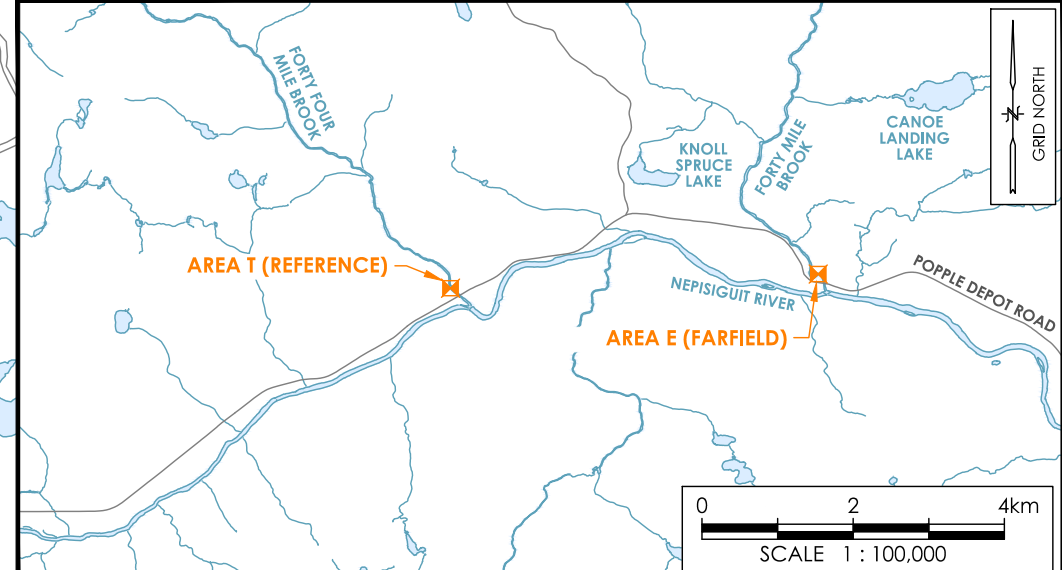 FORTY FOUR
MILE BROOK
KNOLL
SPRUCE
LAKE
FORTY MILE
BROOK
CANOE
LANDING
LAKE
N
GRID NORTH
AREA T (REFERENCE)
NEPISIGUIT RIVER
POPPLE DEPOT ROAD
AREA E (FARFIELD)
0 2 4km
SCALE 1 : 100,000